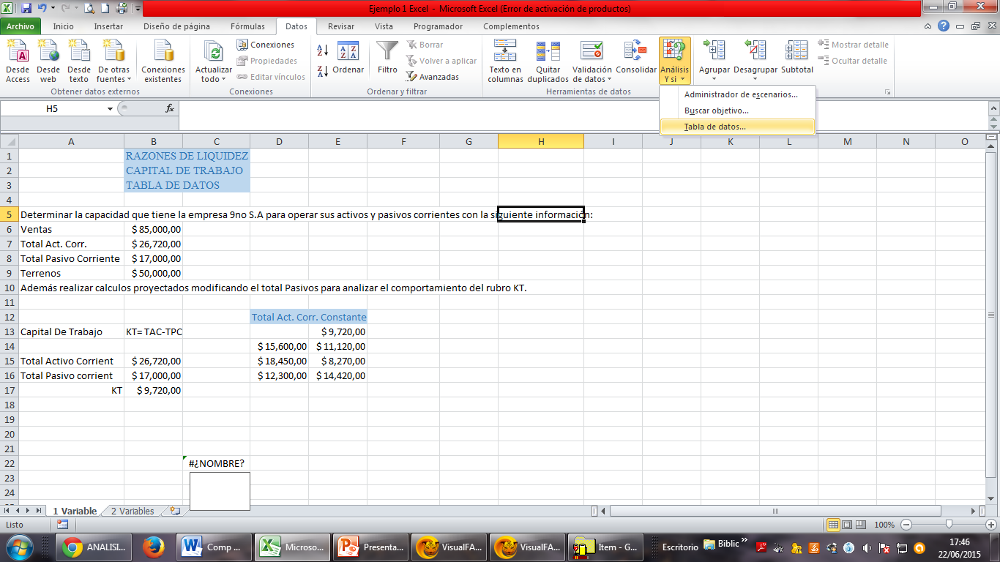 Ejemplo 1 Excel - Microsoft Excel (Error de activación de productos)
Archivo Inicio Insertar Diseño de página Fórmulas Datos Revisar Vista Programador Complementos
Desde Access
Desde web
Desde texto
De otras fuentes
Conexiones existentes
Obtener datos externos
Actualizar todo
Conexiones
Propiedades
Editar vínculos
Conexiones
Ordenar
Filtro
Borrar
Volver a aplicar
Avanzadas
Ordenar y filtrar
Texto en columnas
Quitar duplicados
Validación de datos
Consolidar
Análisis Y si
Herramientas de datos
Agrupar
Desagrupar
Subtotal
Mostrar detalle
Ocultar detalle
Administrador de escenarios...
Buscar objetivo...
Tabla de datos...
H5 fx
A B C D E F G H I J K L M N O
1 RAZONES DE LIQUIDEZ
2 CAPITAL DE TRABAJO
3 TABLA DE DATOS
4
5 Determinar la capacidad que tiene la empresa 9no S.A para operar sus activos y pasivos corrientes con la siguiente información:
6 Ventas $ 85,000,00
7 Total Act. Corr. $ 26,720,00
8 Total Pasivo Corriente $ 17,000,00
9 Terrenos $ 50,000,00
10 Además realizar calculos proyectados modificando el total Pasivos para analizar el comportamiento del rubro KT.
11
12 Total Act. Corr. Constante
13 Capital De Trabajo KT= TAC-TPC $ 9,720,00
14 $ 15,600,00 $ 11,120,00
15 Total Activo Corrient $ 26,720,00 $ 18,450,00 $ 8,270,00
16 Total Pasivo corrient $ 17,000,00 $ 12,300,00 $ 14,420,00
17 KT $ 9,720,00
18
19
20
21
22 #¿NOMBRE?
23
24
1 Variable 2 Variables
Listo 100%
ANALISI... Comp ... Microso... Presenta... VisualFA... VisualFA... Item - G... Escritorio Biblic » 17:46
22/06/2015